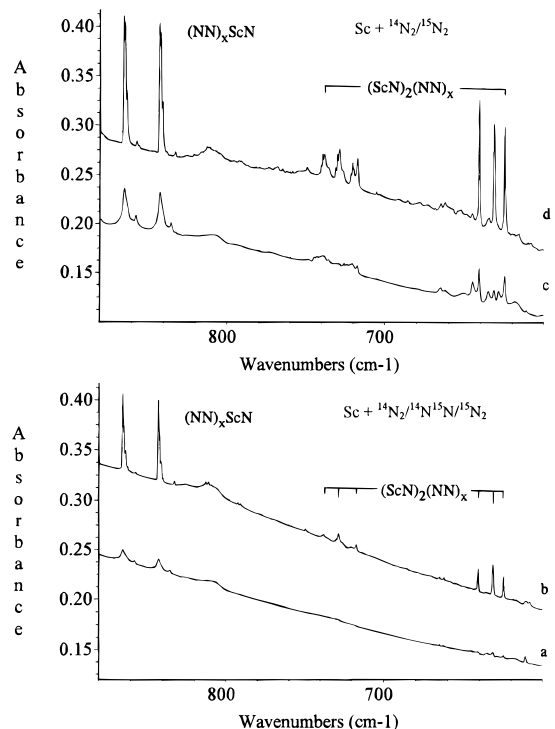 0.40
(NN)ₓScN
Sc + ¹⁴N₂/¹⁵N₂
0.35
(ScN)₂(NN)ₓ
0.30
0.25
0.20
0.15
Absorbance
d
c
800
700
Wavenumbers (cm-1)
0.40
(NN)ₓScN
Sc + ¹⁴N₂/¹⁴N¹⁵N/¹⁵N₂
0.35
(ScN)₂(NN)ₓ
0.30
0.25
0.20
0.15
Absorbance
b
a
800
700
Wavenumbers (cm-1)